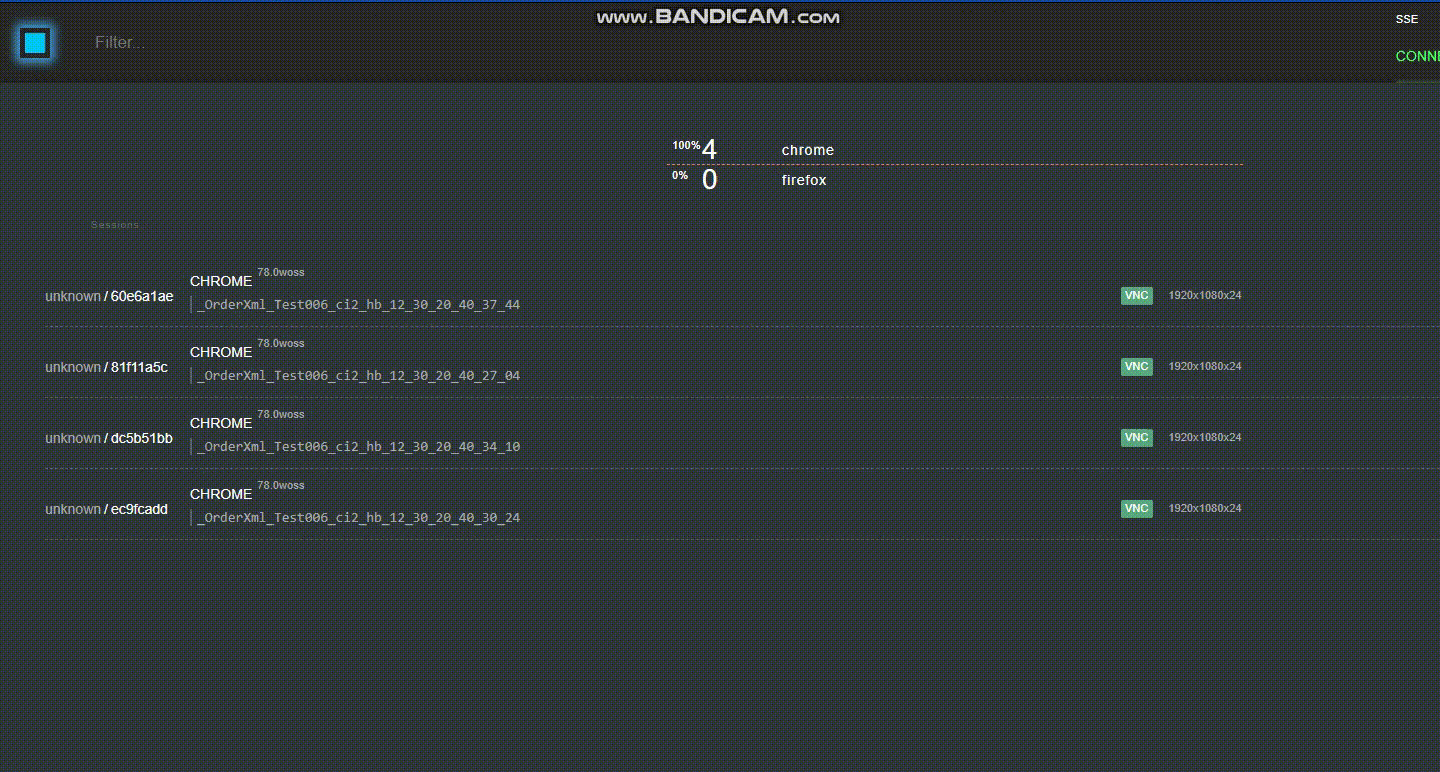 www.BANDICAM.com
SSE
Filter...
CONNE
100% 4 chrome
0% 0 firefox
Sessions
CHROME 78.0woss
unknown / 60e6a1ae
_OrderXml_Test006_ci2_hb_12_30_20_40_37_44
VNC 1920x1080x24
CHROME 78.0woss
unknown / 81f11a5c
_OrderXml_Test006_ci2_hb_12_30_20_40_27_04
VNC 1920x1080x24
CHROME 78.0woss
unknown / dc5b51bb
_OrderXml_Test006_ci2_hb_12_30_20_40_34_10
VNC 1920x1080x24
CHROME 78.0woss
unknown / ec9fcadd
_OrderXml_Test006_ci2_hb_12_30_20_40_30_24
VNC 1920x1080x24